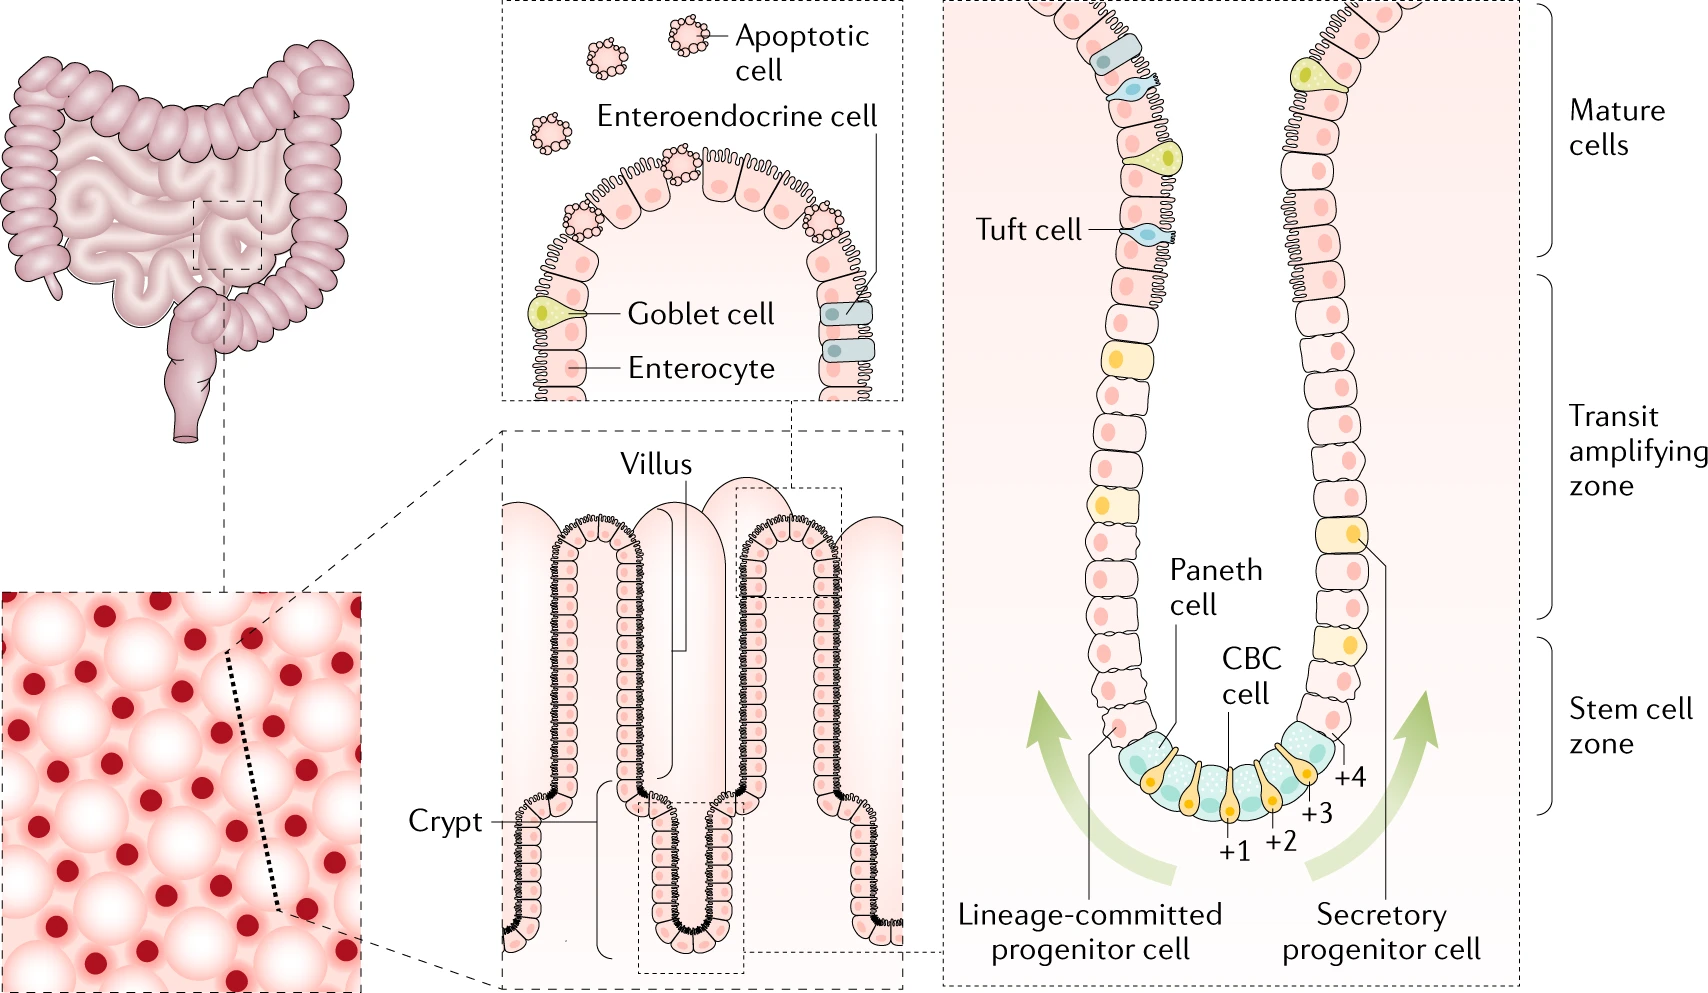 Apoptotic
cell
Enteroendocrine cell
Goblet cell
Enterocyte
Villus
Crypt
Tuft cell
Paneth
cell
CBC
cell
+4
+3
+2
+1
Lineage-committed
progenitor cell
Secretory
progenitor cell
Mature
cells
Transit
amplifying
zone
Stem cell
zone